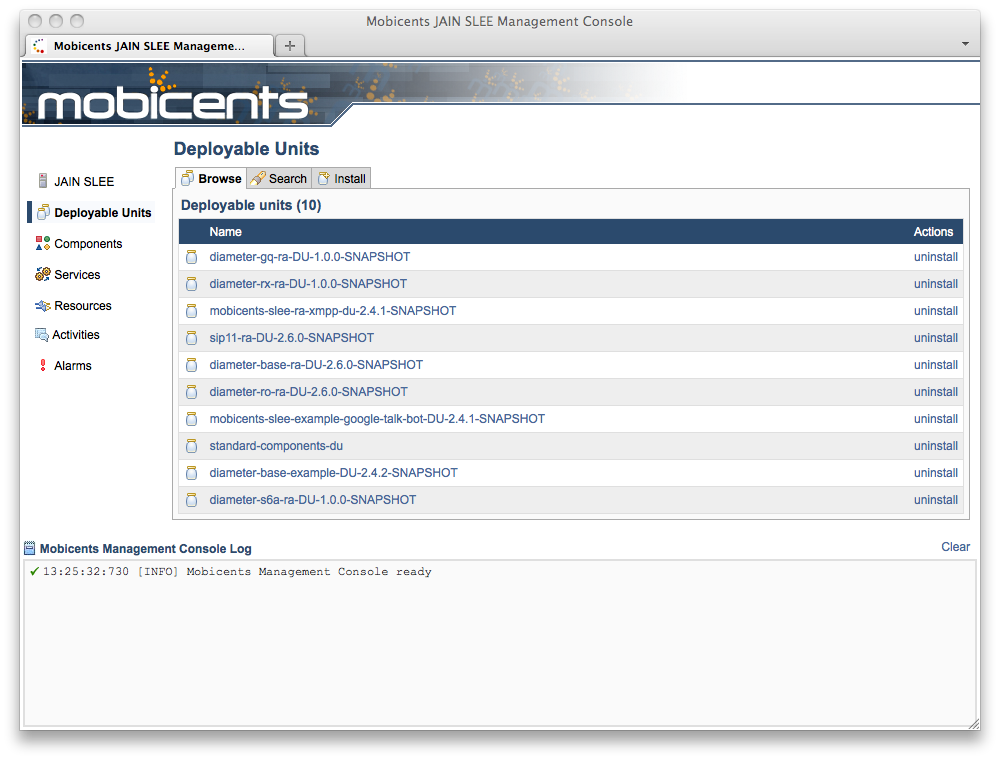 Mobicents JAIN SLEE Management Console
Mobicents JAIN SLEE Manageme...
mobicents
Deployable Units
JAIN SLEE
Deployable Units
Components
Services
Resources
Activities
Alarms
Browse Search Install
Deployable units (10)
Name Actions
diameter-gq-ra-DU-1.0.0-SNAPSHOT uninstall
diameter-rx-ra-DU-1.0.0-SNAPSHOT uninstall
mobicents-slee-ra-xmpp-du-2.4.1-SNAPSHOT uninstall
sip11-ra-DU-2.6.0-SNAPSHOT uninstall
diameter-base-ra-DU-2.6.0-SNAPSHOT uninstall
diameter-ro-ra-DU-2.6.0-SNAPSHOT uninstall
mobicents-slee-example-google-talk-bot-DU-2.4.1-SNAPSHOT uninstall
standard-components-du uninstall
diameter-base-example-DU-2.4.2-SNAPSHOT uninstall
diameter-s6a-ra-DU-1.0.0-SNAPSHOT uninstall
Mobicents Management Console Log Clear
13:25:32:730 [INFO] Mobicents Management Console ready